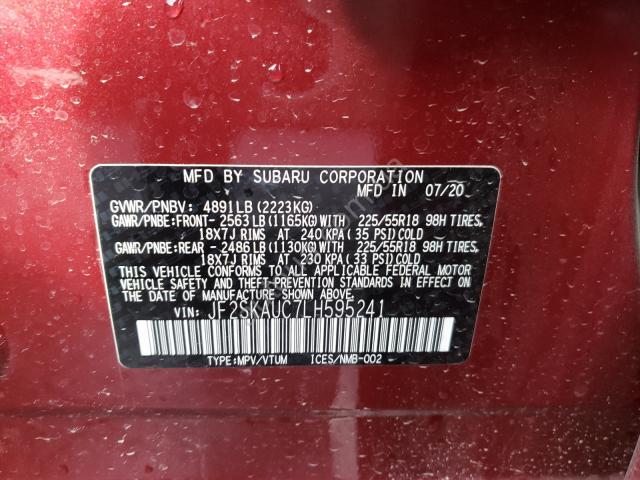 MFD BY SUBARU CORPORATION
MFD IN 07/20
GVWR/PNBV: 4891LB (2223KG)
GAWR/PNBE:FRONT- 2563LB(1165KG)WITH 225/55R18 98H TIRES
18X7J RIMS AT 240 KPA(35 PSI)COLD
GAWR/PNBE:REAR -2486LB(1130KG)WITH 225/55R18 98H TIRES
18X7J RIMS AT 230 KPA(33 PSI)COLD
THIS VEHICLE CONFORMS TO ALL APPLICABLE FEDERAL MOTOR
VEHICLE SAFETY AND THEFT PREVENTION STANDARDS IN EFFECT ON
THE DATE OF MANUFACTURE SHOWN ABOVE.
VIN: JF2SKAUC7LH595241
TYPE:MPV/VTUM ICES/NMB-002